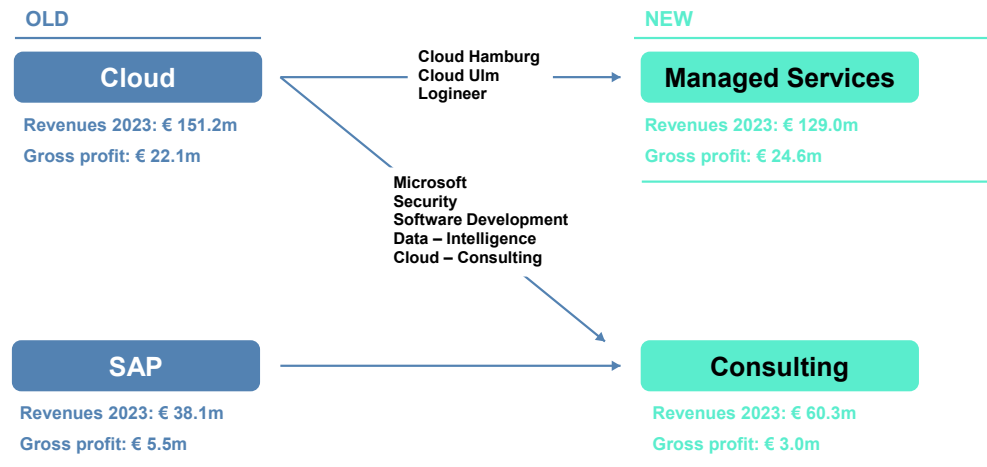 OLD
NEW
Cloud
Cloud Hamburg
Cloud Ulm
Logineer
Managed Services
Revenues 2023: € 151.2m
Gross profit: € 22.1m
Revenues 2023: € 129.0m
Gross profit: € 24.6m
Microsoft
Security
Software Development
Data – Intelligence
Cloud – Consulting
SAP
Consulting
Revenues 2023: € 38.1m
Gross profit: € 5.5m
Revenues 2023: € 60.3m
Gross profit: € 3.0m